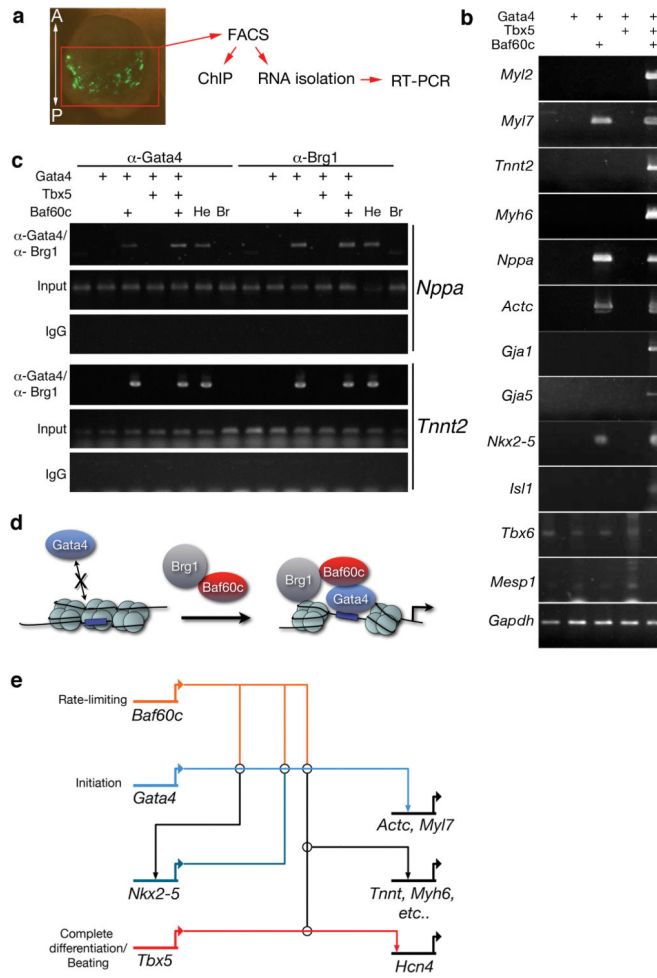 a
A
P
FACS
ChIP
RNA isolation
RT-PCR
b
Gata4 + + + +
Tbx5 + +
Baf60c + +
Myl2
Myl7
Tnnt2
Myh6
Nppa
Actc
Gja1
Gja5
Nkx2-5
Isl1
Tbx6
Mesp1
Gapdh
c
α-Gata4 α-Brg1
Gata4 + + + + + + + +
Tbx5 + + + +
Baf60c + + He Br + + He Br
α-Gata4/
α- Brg1
Input
IgG
Nppa
α-Gata4/
α- Brg1
Input
IgG
Tnnt2
d
Gata4
Brg1
Baf60c
Brg1
Baf60c
Gata4
e
Rate-limiting
Baf60c
Initiation
Gata4
Actc, Myl7
Nkx2-5
Tnnt, Myh6,
etc..
Complete
differentiation/
Beating
Tbx5
Hcn4